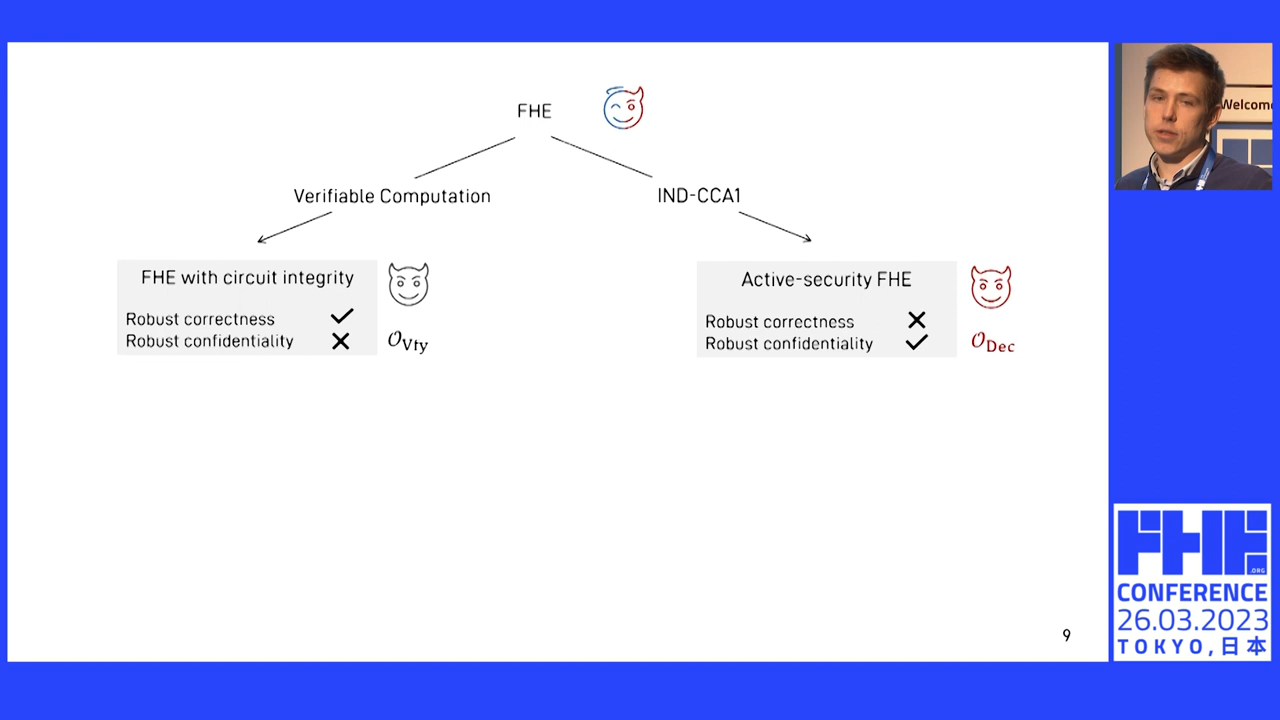 FHE
Verifiable Computation
IND-CCA1
FHE with circuit integrity
Robust correctness ✓
Robust confidentiality ✕
𝒪Vfy
Active-security FHE
Robust correctness ✕
Robust confidentiality ✓
𝒪Dec
9
Welcome
FHE
.ORG
CONFERENCE
26.03.2023
TOKYO,日本